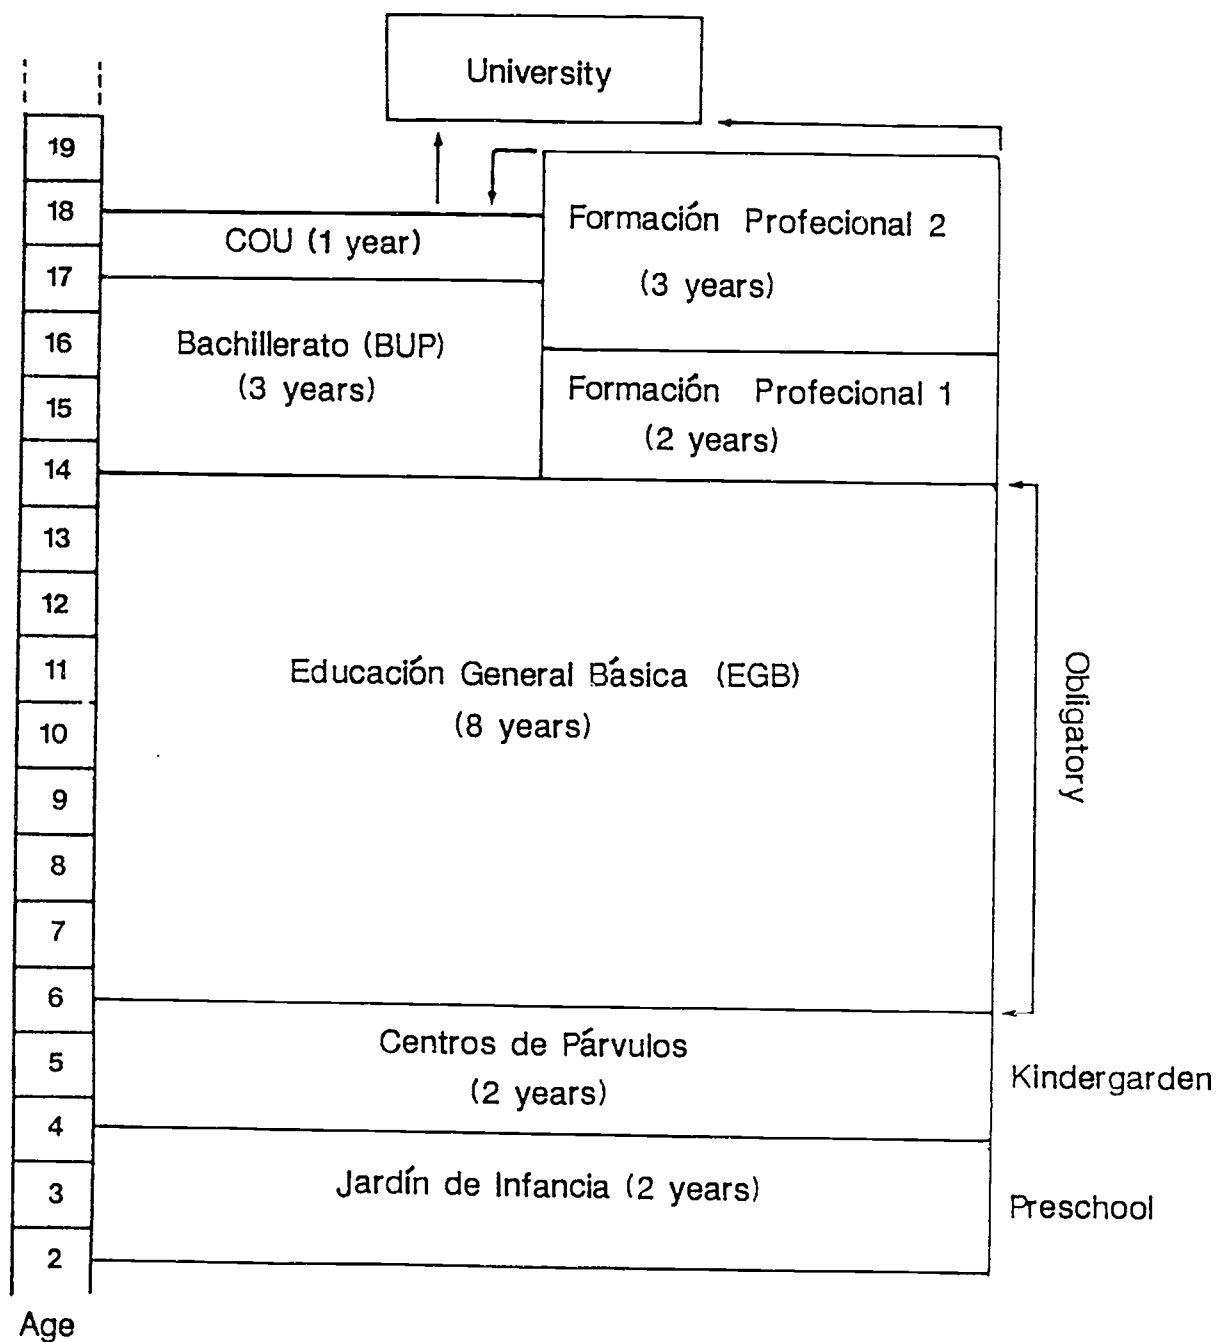 University
19
18
17
16
15
14
13
12
11
10
9
8
7
6
5
4
3
2
Age
COU (1 year)
Bachillerato (BUP)
(3 years)
Formación Profecional 2
(3 years)
Formación Profecional 1
(2 years)
Educación General Básica (EGB)
(8 years)
Obligatory
Centros de Párvulos
(2 years)
Kindergarden
Jardín de Infancia (2 years)
Preschool